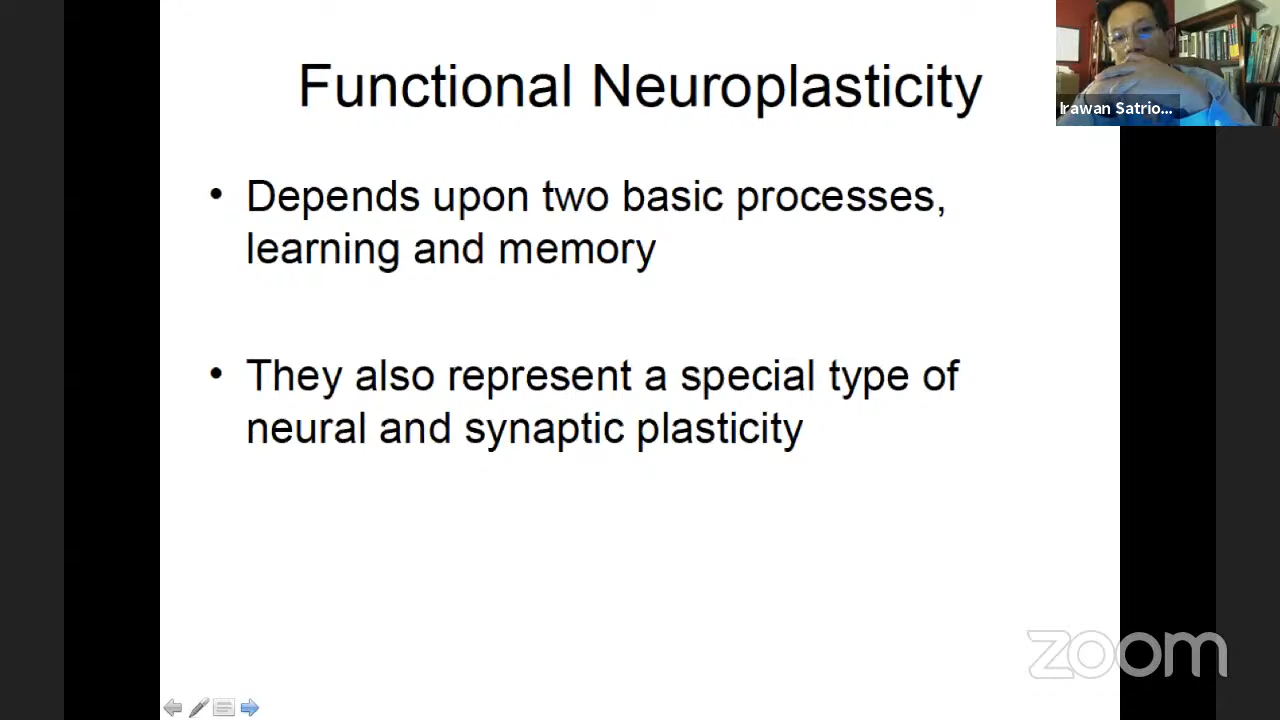 Functional Neuroplasticity
Irawan Satrio...
• Depends upon two basic processes,
learning and memory
• They also represent a special type of
neural and synaptic plasticity
zoom